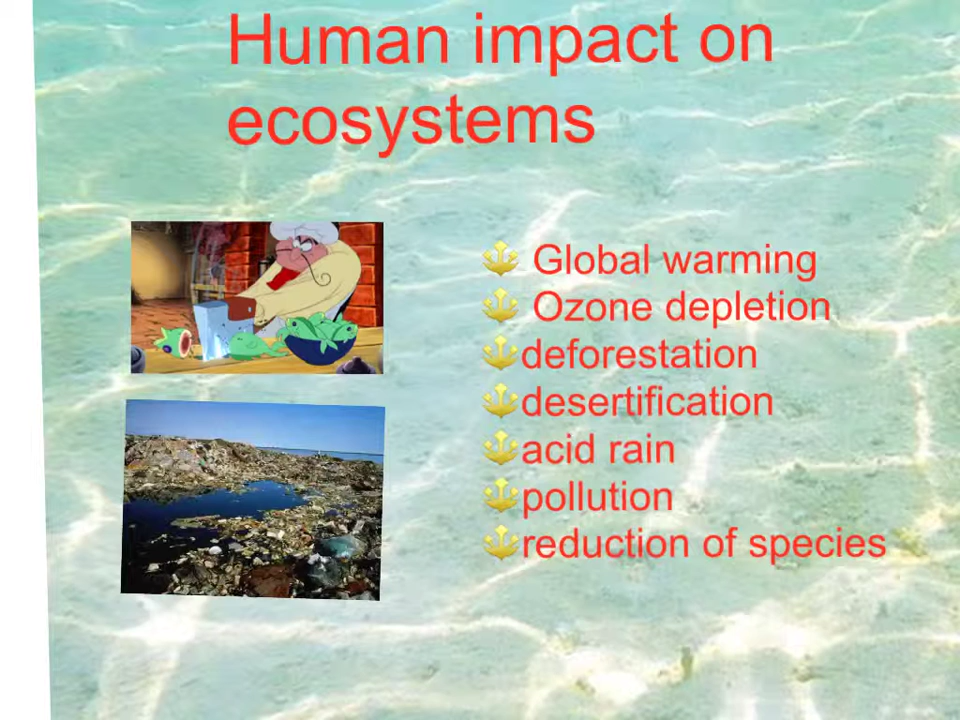 Human impact on
ecosystems
Global warming
Ozone depletion
deforestation
desertification
acid rain
pollution
reduction of species